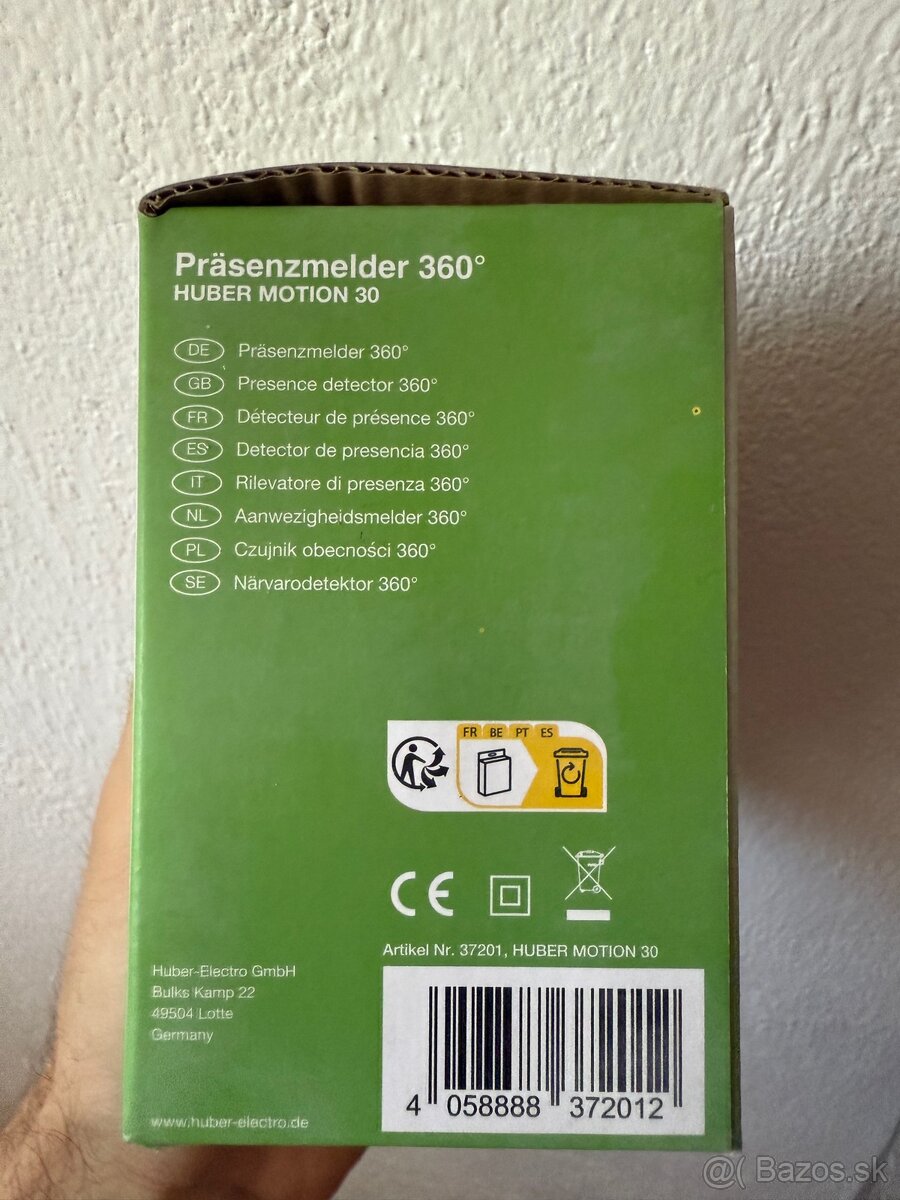 Präsenzmelder 360°
HUBER MOTION 30
DE Präsenzmelder 360°
GB Presence detector 360°
FR Détecteur de présence 360°
ES Detector de presencia 360°
IT Rilevatore di presenza 360°
NL Aanwezigheidsmelder 360°
PL Czujnik obecności 360°
SE Närvarodetektor 360°
FR BE PT ES
CE
Artikel Nr. 37201, HUBER MOTION 30
Huber-Electro GmbH
Bulks Kamp 22
49504 Lotte
Germany
4 058888 372012
www.huber-electro.de
@( Bazos.sk